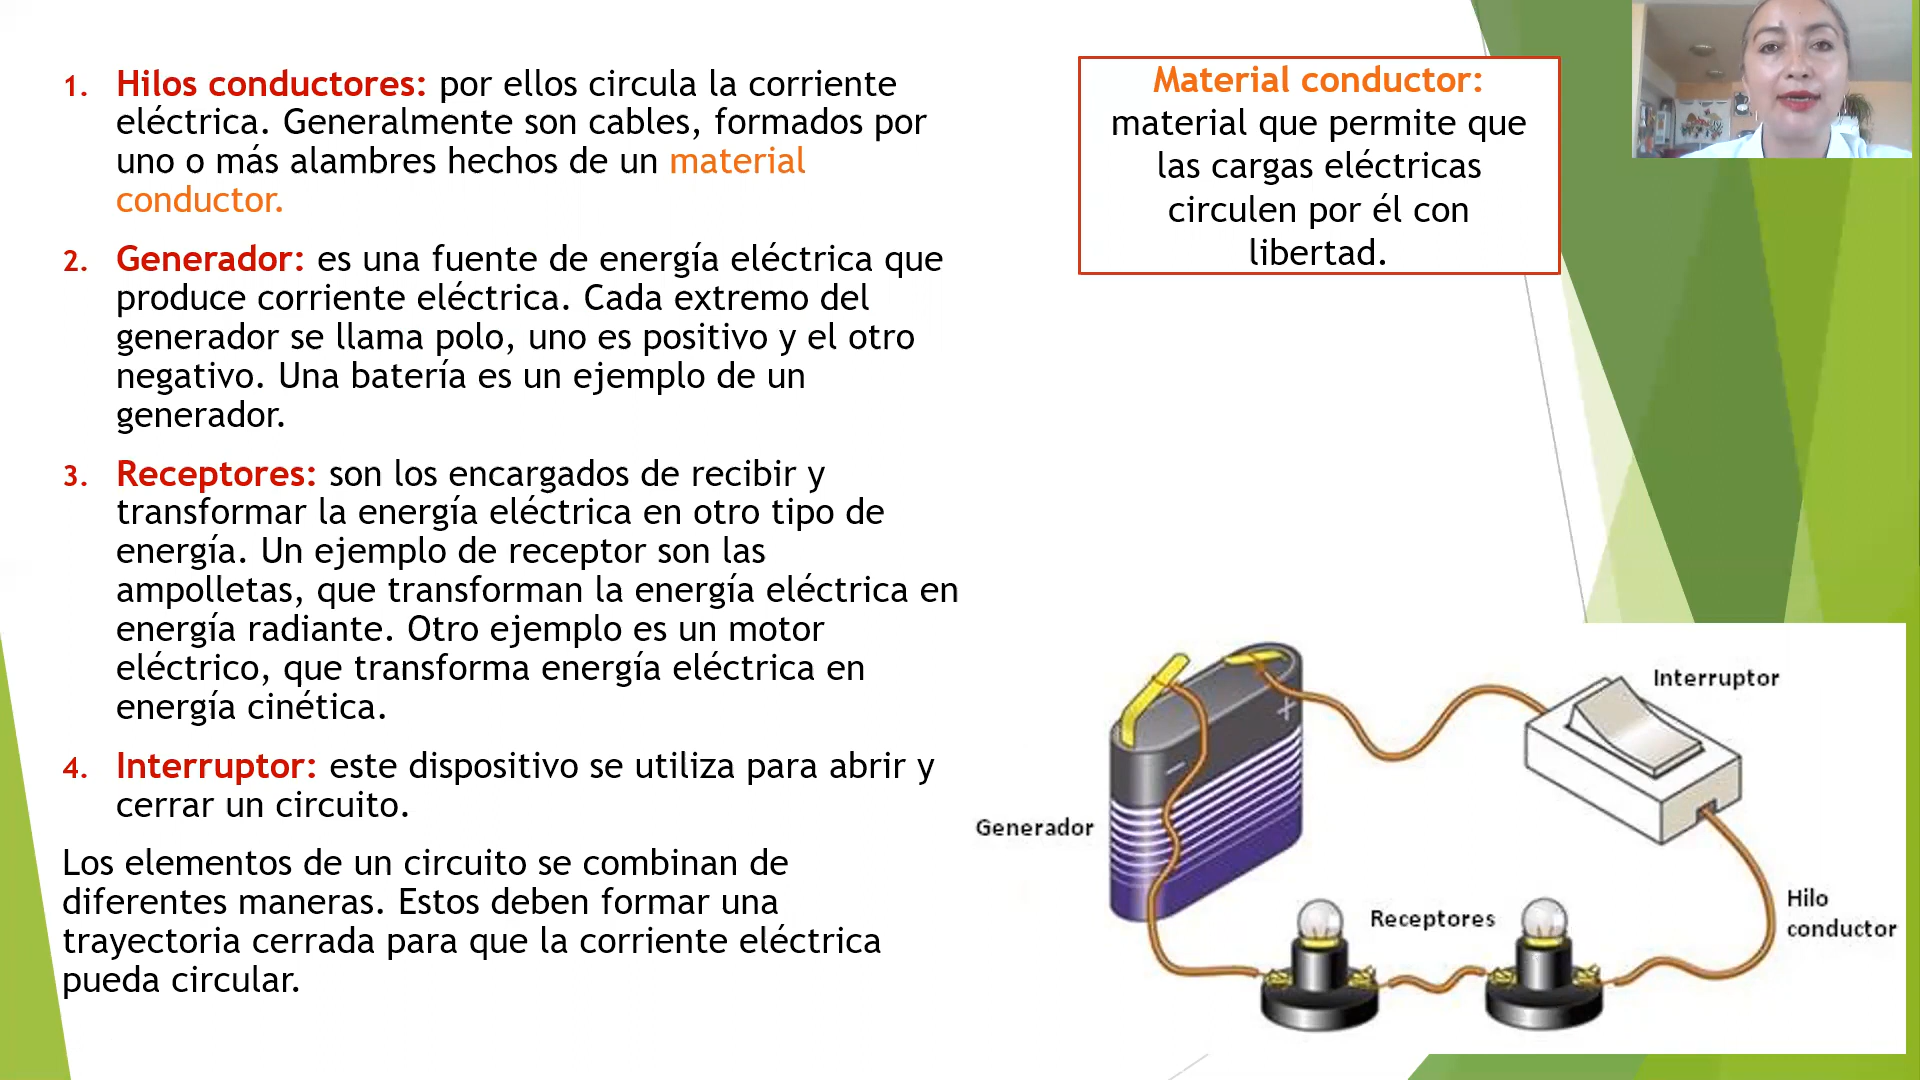 1. Hilos conductores: por ellos circula la corriente
eléctrica. Generalmente son cables, formados por
uno o más alambres hechos de un material
conductor.
2. Generador: es una fuente de energía eléctrica que
produce corriente eléctrica. Cada extremo del
generador se llama polo, uno es positivo y el otro
negativo. Una batería es un ejemplo de un
generador.
3. Receptores: son los encargados de recibir y
transformar la energía eléctrica en otro tipo de
energía. Un ejemplo de receptor son las
ampolletas, que transforman la energía eléctrica en
energía radiante. Otro ejemplo es un motor
eléctrico, que transforma energía eléctrica en
energía cinética.
4. Interruptor: este dispositivo se utiliza para abrir y
cerrar un circuito.
Los elementos de un circuito se combinan de
diferentes maneras. Estos deben formar una
trayectoria cerrada para que la corriente eléctrica
pueda circular.
Material conductor:
material que permite que
las cargas eléctricas
circulen por él con
libertad.
Interruptor
+
−
Generador
Receptores
Hilo
conductor